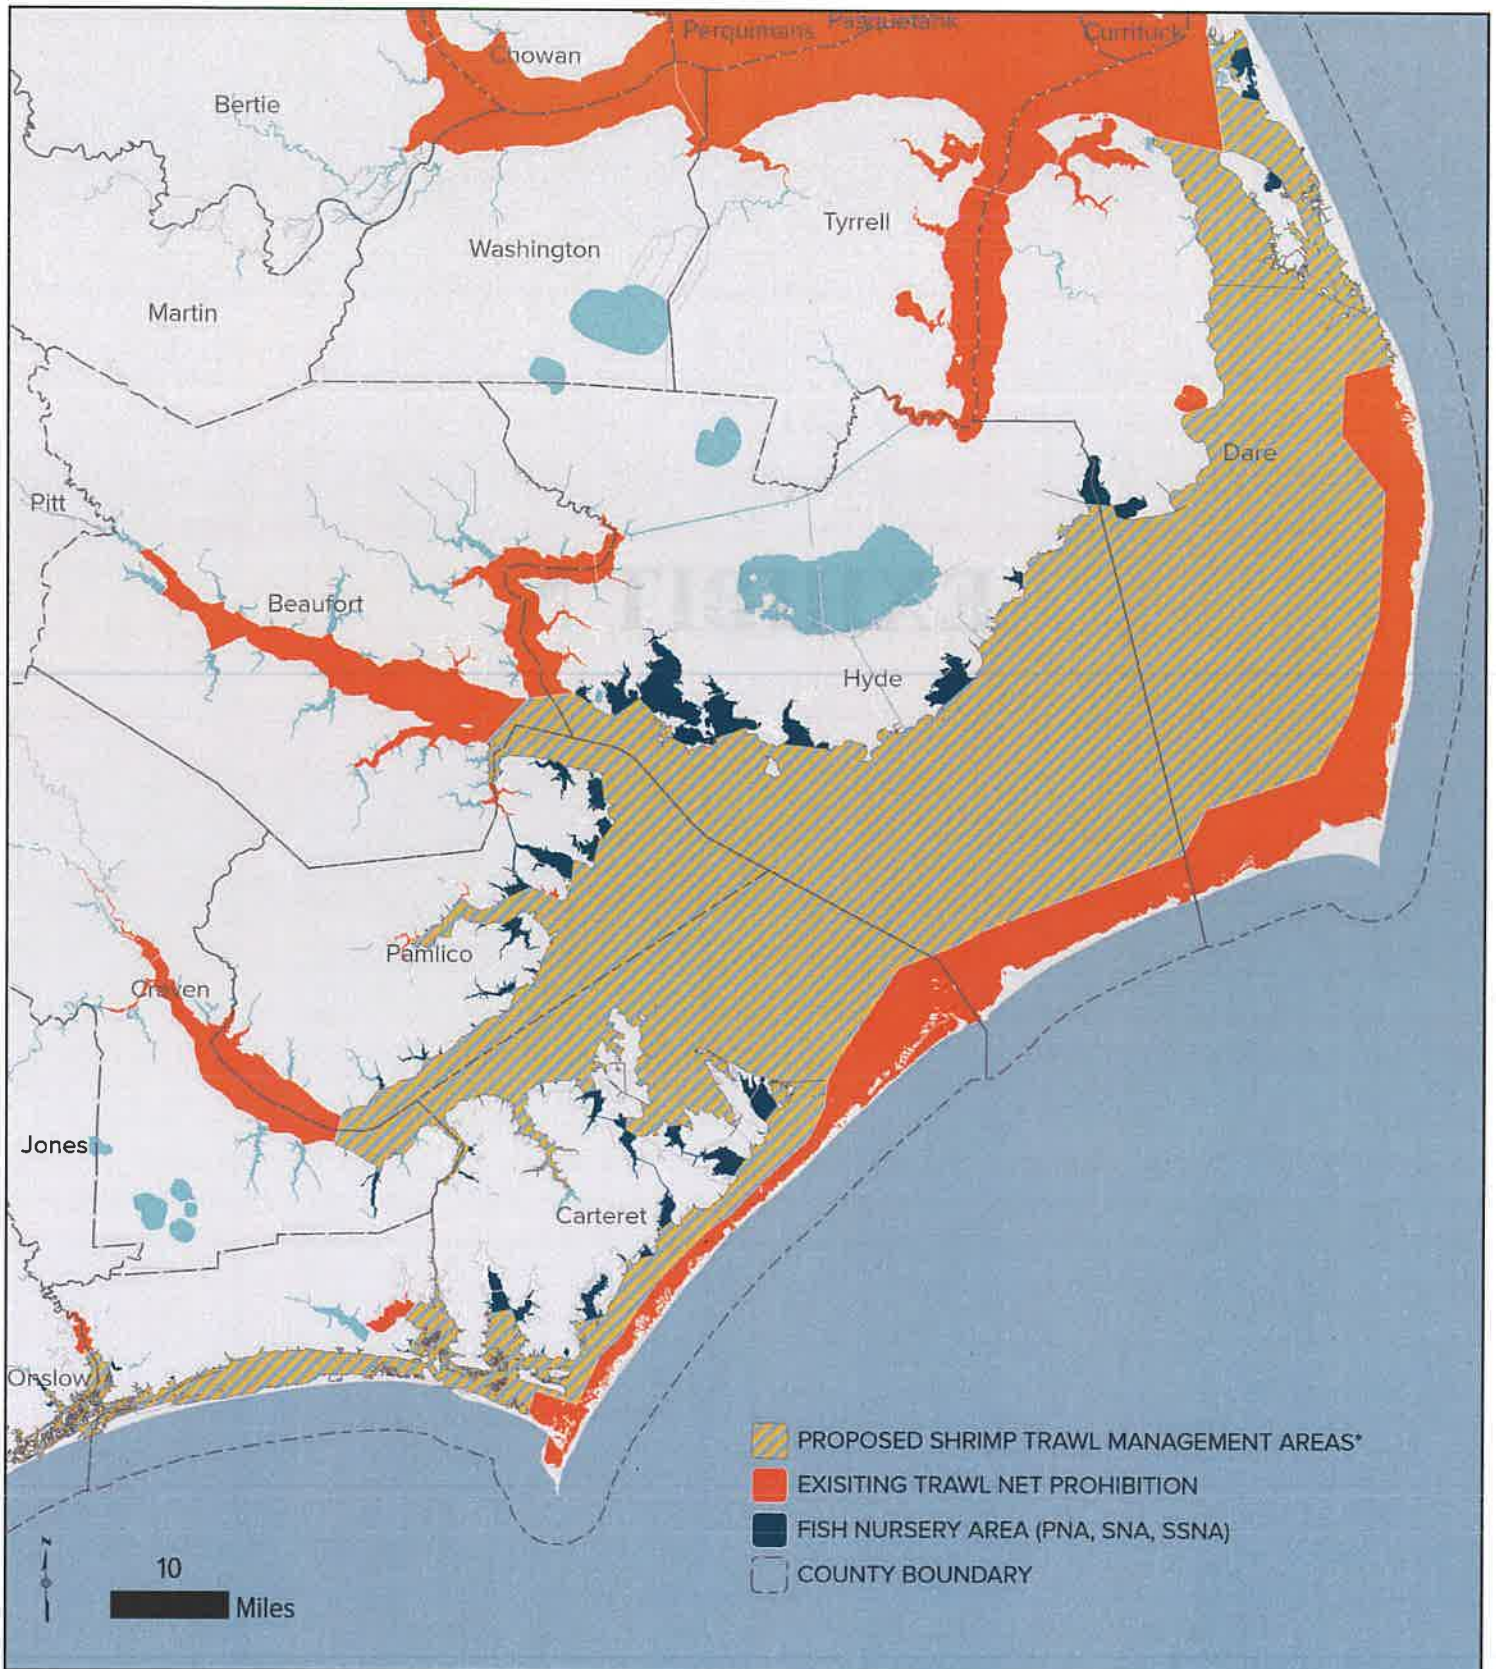 Perquimans
Pasquetank
Currituck
Chowan
Bertie
Tyrrell
Washington
Martin
Dare
Pitt
Beaufort
Hyde
Pamlico
Craven
Jones
Carteret
Onslow
PROPOSED SHRIMP TRAWL MANAGEMENT AREAS*
EXISITING TRAWL NET PROHIBITION
FISH NURSERY AREA (PNA, SNA, SSNA)
COUNTY BOUNDARY
N
10
Miles